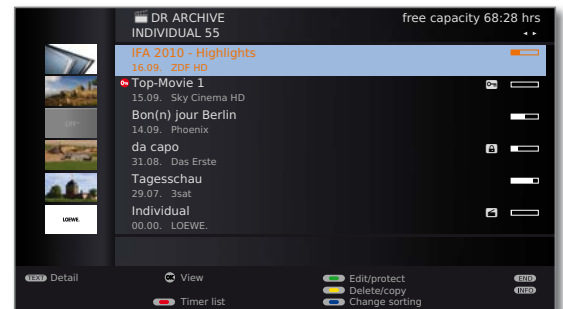 DR ARCHIVE
free capacity 68:28 hrs
INDIVIDUAL 55
IFA 2010 - Highlights
16.09. ZDF HD
Top-Movie 1
15.09. Sky Cinema HD
Bon(n) jour Berlin
14.09. Phoenix
da capo
31.08. Das Erste
Tagesschau
29.07. 3sat
Individual
00.00. LOEWE.
LOEWE.
TEXT Detail
OK View
Edit/protect
END
Delete/copy
INFO
Timer list
Change sorting